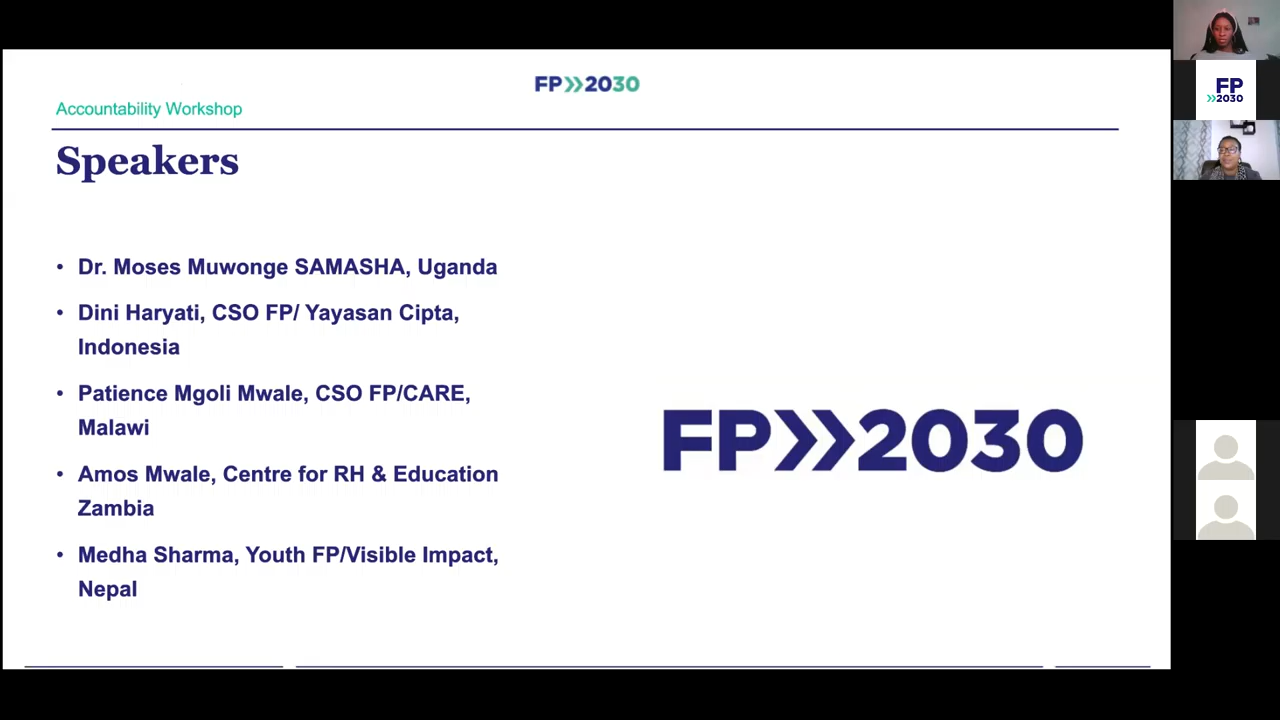 FP»2030
Accountability Workshop
Speakers
• Dr. Moses Muwonge SAMASHA, Uganda
• Dini Haryati, CSO FP/ Yayasan Cipta,
Indonesia
• Patience Mgoli Mwale, CSO FP/CARE,
Malawi
• Amos Mwale, Centre for RH & Education
Zambia
• Medha Sharma, Youth FP/Visible Impact,
Nepal
FP»2030
FP
»2030